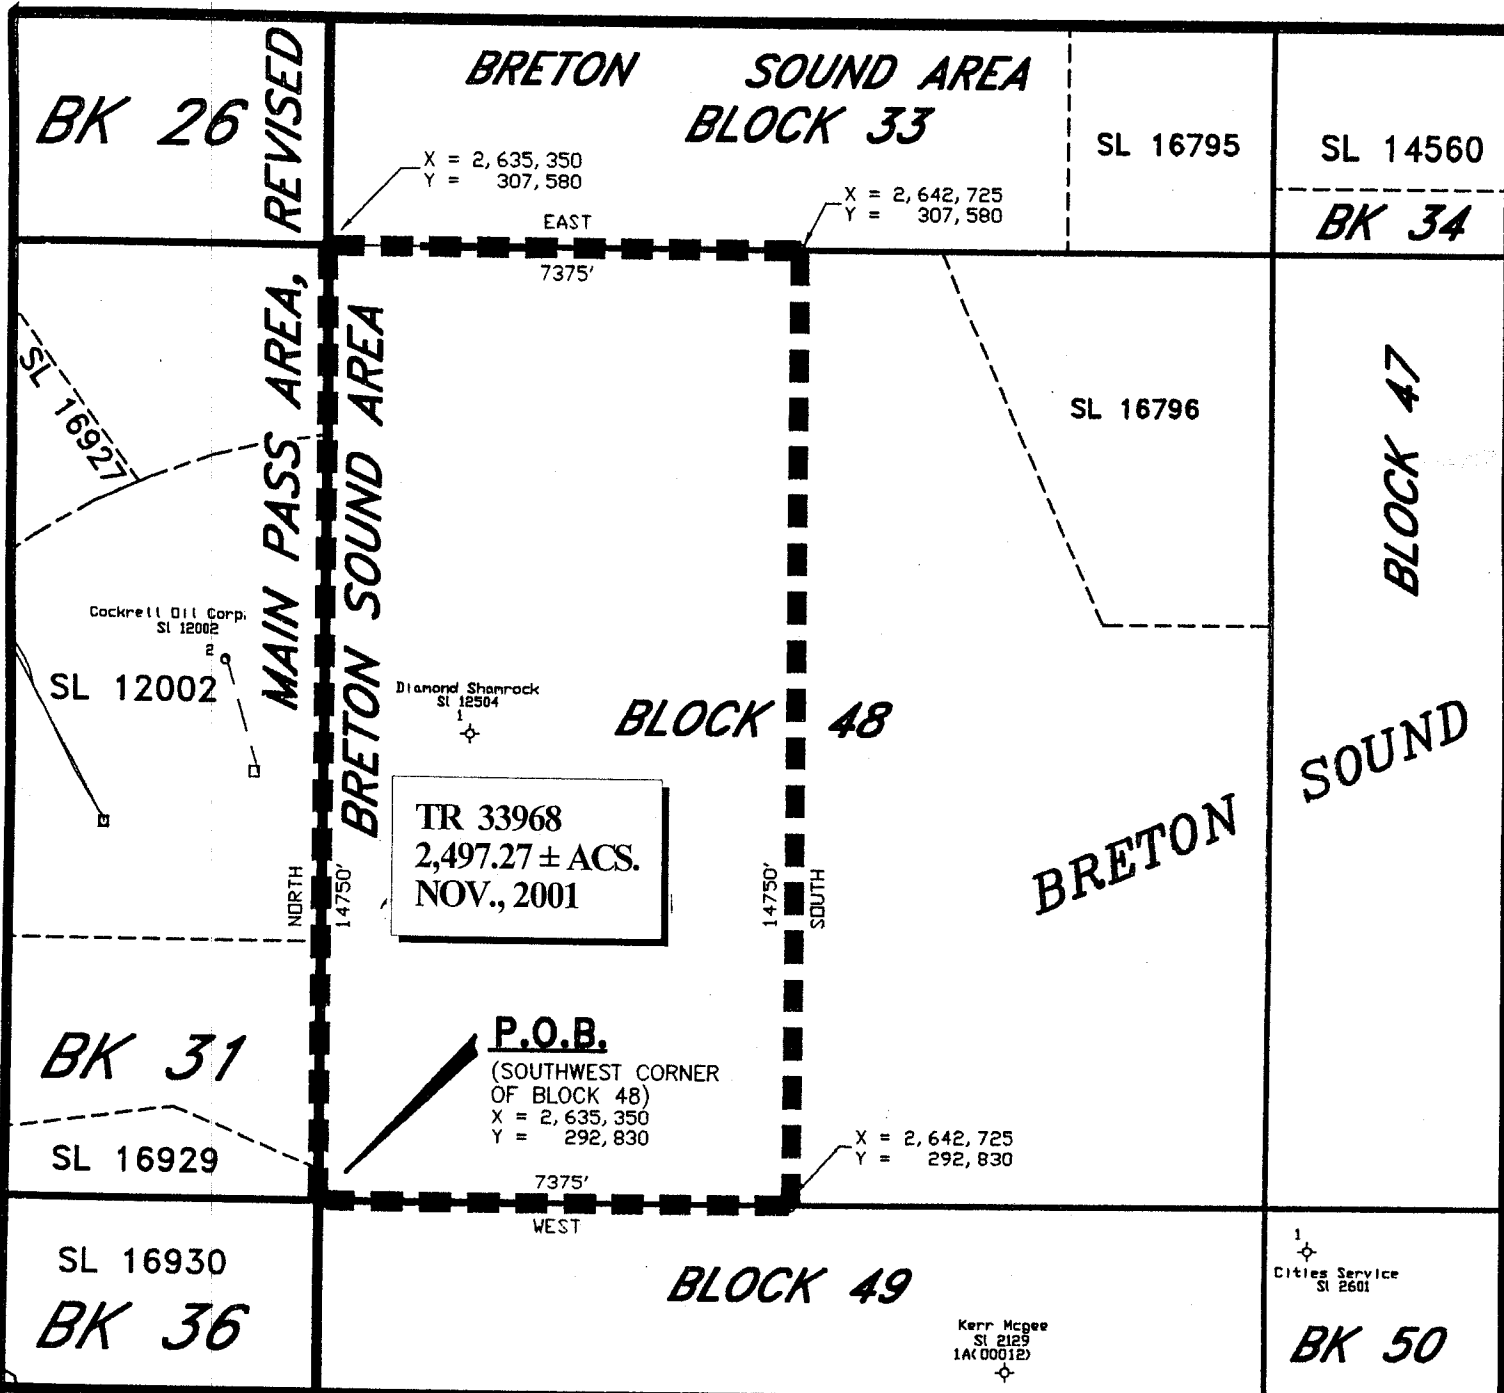 BK 26
MAIN PASS AREA, REVISED
BRETON SOUND AREA
BLOCK 33
SL 16795
SL 14560
BK 34
X = 2,635,350
Y = 307,580
X = 2,642,725
Y = 307,580
EAST
7375'
SL 16927
BRETON SOUND AREA
SL 16796
BLOCK 47
Cockrell Oil Corp.
Sl 12002
2
SL 12002
Diamond Shamrock
Sl 12504
1
BLOCK 48
BRETON SOUND
TR 33968
2,497.27 ± ACS.
NOV., 2001
NORTH
14750'
14750'
SOUTH
BK 31
P.O.B.
(SOUTHWEST CORNER
OF BLOCK 48)
X = 2,635,350
Y = 292,830
X = 2,642,725
Y = 292,830
SL 16929
7375'
WEST
SL 16930
BK 36
BLOCK 49
Kerr Mcgee
Sl 2129
1A(00012)
1
Cities Service
Sl 2601
BK 50